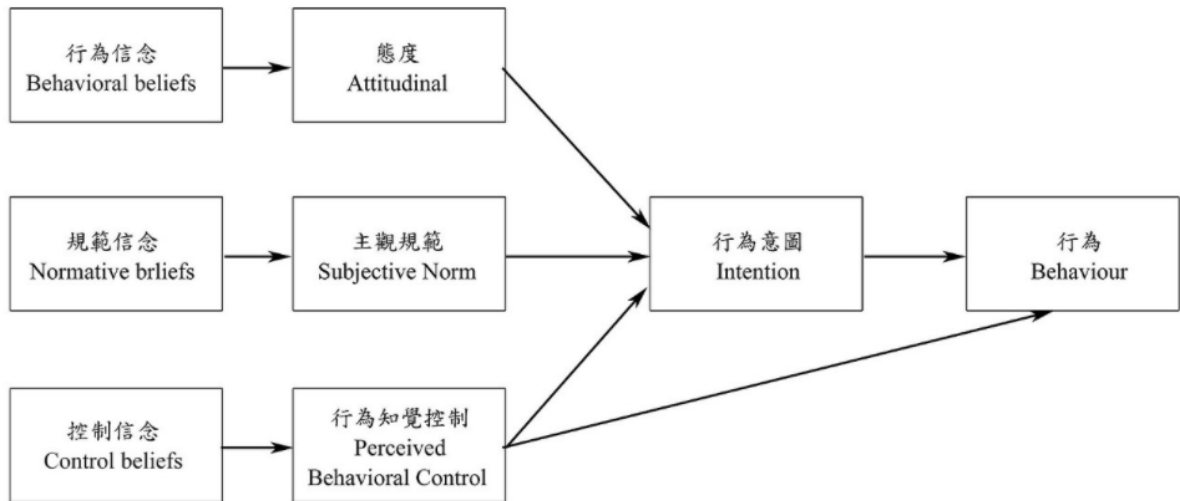 行為信念
Behavioral beliefs
態度
Attitudinal
規範信念
Normative brliefs
主觀規範
Subjective Norm
行為意圖
Intention
行為
Behaviour
控制信念
Control beliefs
行為知覺控制
Perceived
Behavioral Control